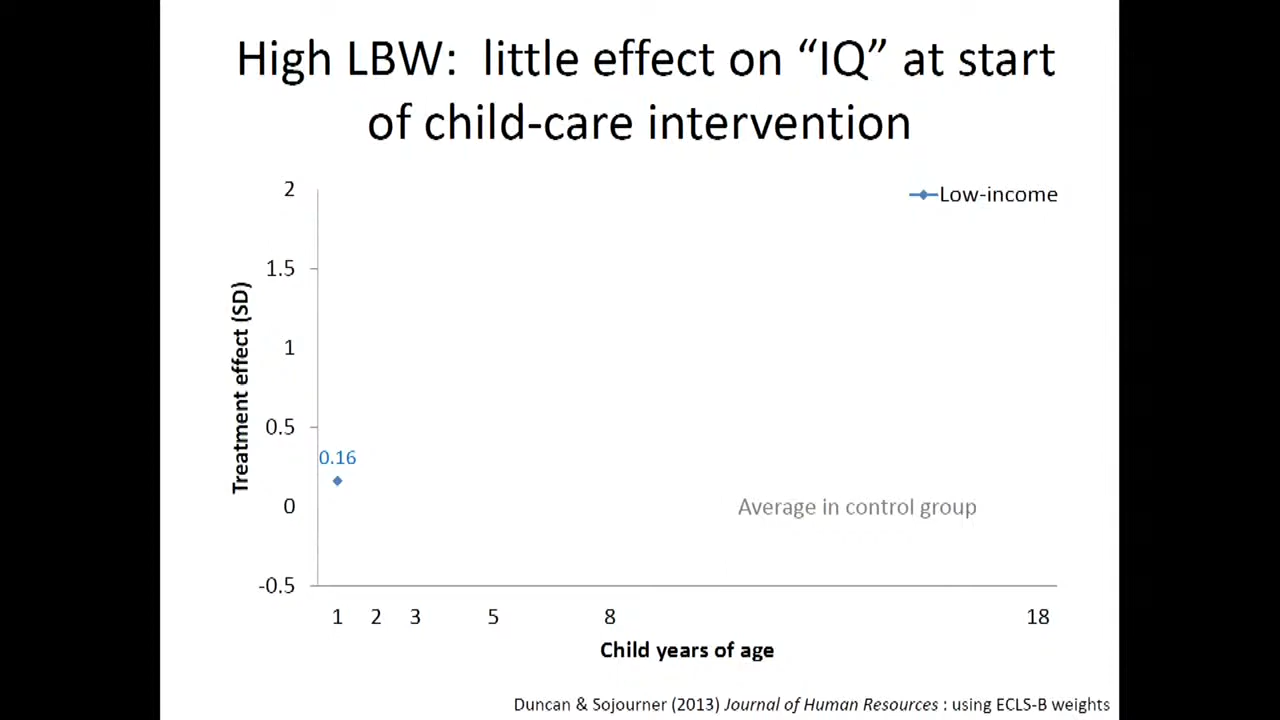 High LBW: little effect on “IQ” at start
of child-care intervention
2
1.5
1
0.5
0
-0.5
Treatment effect (SD)
Low-income
0.16
Average in control group
1 2 3 5 8 18
Child years of age
Duncan & Sojourner (2013) Journal of Human Resources : using ECLS-B weights